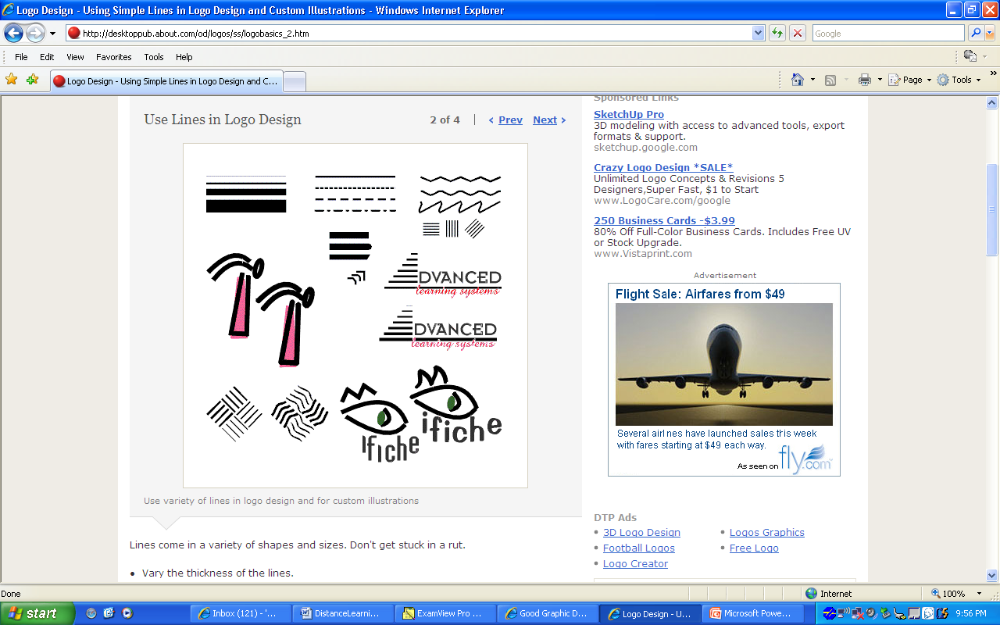 Logo Design - Using Simple Lines in Logo Design and Custom Illustrations - Windows Internet Explorer
http://desktoppub.about.com/od/logos/ss/logobasics_2.htm
Google
File Edit View Favorites Tools Help
Logo Design - Using Simple Lines in Logo Design and C...
Page Tools »
Use Lines in Logo Design
2 of 4 | ‹ Prev Next ›
DVANCED
learning systems
DVANCED
learning systems
ifiche
ifiche
Use variety of lines in logo design and for custom illustrations
Lines come in a variety of shapes and sizes. Don't get stuck in a rut.
• Vary the thickness of the lines.
Sponsored Links
SketchUp Pro
3D modeling with access to advanced tools, export
formats & support.
sketchup.google.com
Crazy Logo Design *SALE*
Unlimited Logo Concepts & Revisions 5
Designers,Super Fast, $1 to Start
www.LogoCare.com/google
250 Business Cards -$3.99
80% Off Full-Color Business Cards. Includes Free UV
or Stock Upgrade.
www.Vistaprint.com
Advertisement
Flight Sale: Airfares from $49
Several airlines have launched sales this week
with fares starting at $49 each way.
As seen on fly.com
DTP Ads
• 3D Logo Design • Logos Graphics
• Football Logos • Free Logo
• Logo Creator
Done Internet 100%
start Inbox (121) - '... DistanceLearni... ExamView Pro ... Good Graphic D... Logo Design - U... Microsoft Powe... 9:56 PM